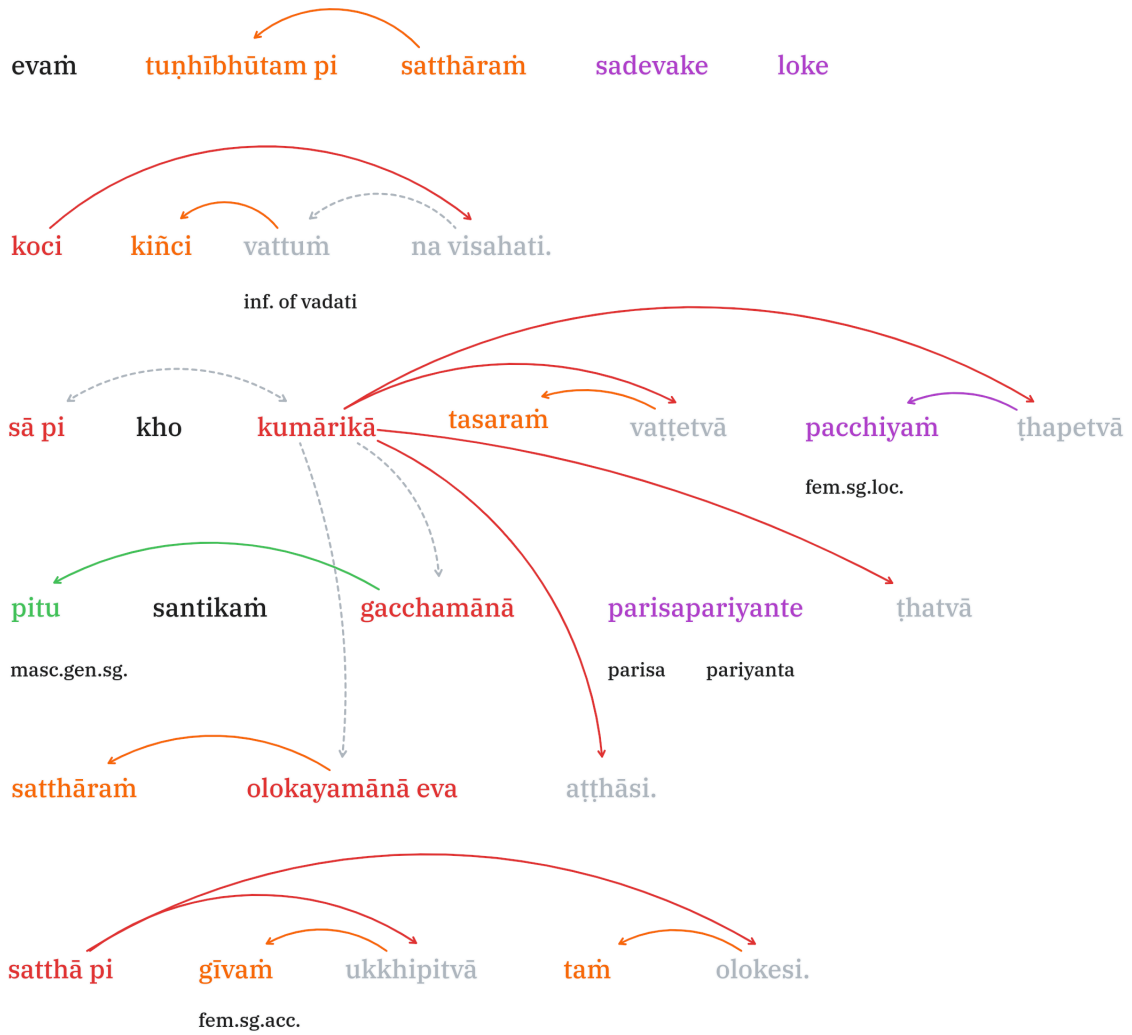 evaṁ tuṇhībhūtam pi satthāraṁ sadevake loke
koci kiñci vattuṁ na visahati.
inf. of vadati
sā pi kho kumārikā tasaraṁ vaṭṭetvā pacchiyaṁ ṭhapetvā
fem.sg.loc.
pitu santikaṁ gacchamānā parisapariyante ṭhatvā
masc.gen.sg. parisa pariyanta
satthāraṁ olokayamānā eva aṭṭhāsi.
satthā pi gīvaṁ ukkhipitvā taṁ olokesi.
fem.sg.acc.